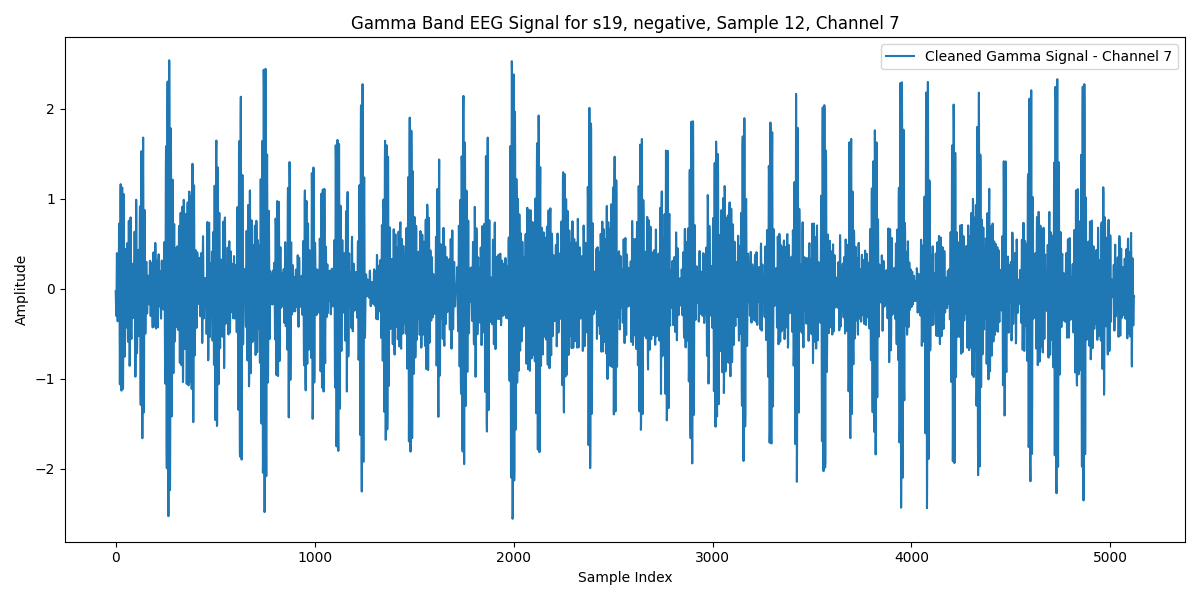 Gamma Band EEG Signal for s19, negative, Sample 12, Channel 7
Cleaned Gamma Signal - Channel 7
Amplitude
2
1
0
−1
−2
0 1000 2000 3000 4000 5000
Sample Index